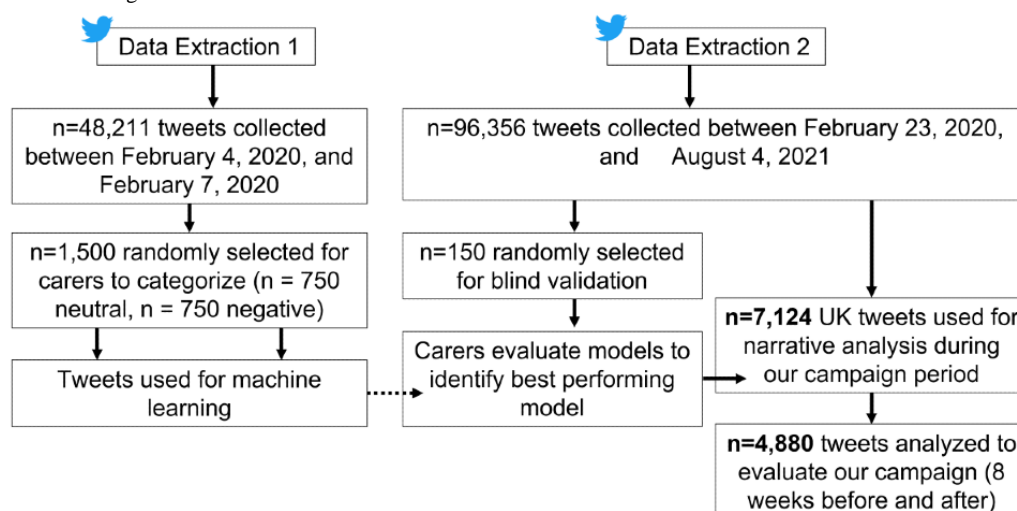 Data Extraction 1
n=48,211 tweets collected
between February 4, 2020, and
February 7, 2020
n=1,500 randomly selected for
carers to categorize (n = 750
neutral, n = 750 negative)
Tweets used for machine
learning
Data Extraction 2
n=96,356 tweets collected between February 23, 2020,
and August 4, 2021
n=150 randomly selected
for blind validation
Carers evaluate models to
identify best performing
model
n=7,124 UK tweets used for
narrative analysis during
our campaign period
n=4,880 tweets analyzed to
evaluate our campaign (8
weeks before and after)